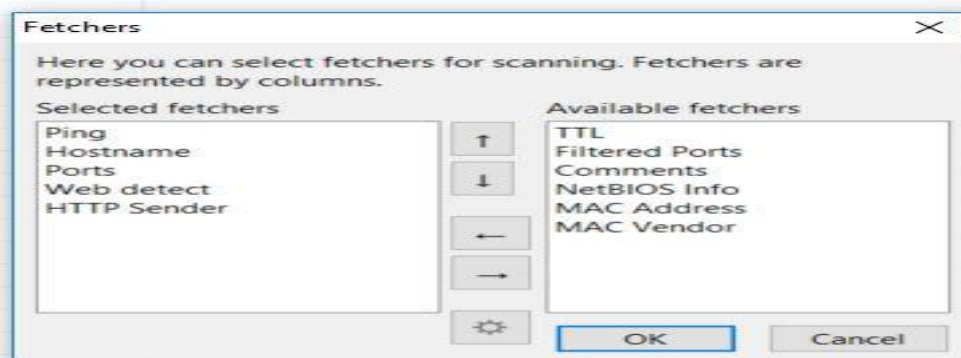 Fetchers
Here you can select fetchers for scanning. Fetchers are
represented by columns.
Selected fetchers
Ping
Hostname
Ports
Web detect
HTTP Sender
Available fetchers
TTL
Filtered Ports
Comments
NetBIOS Info
MAC Address
MAC Vendor
OK
Cancel